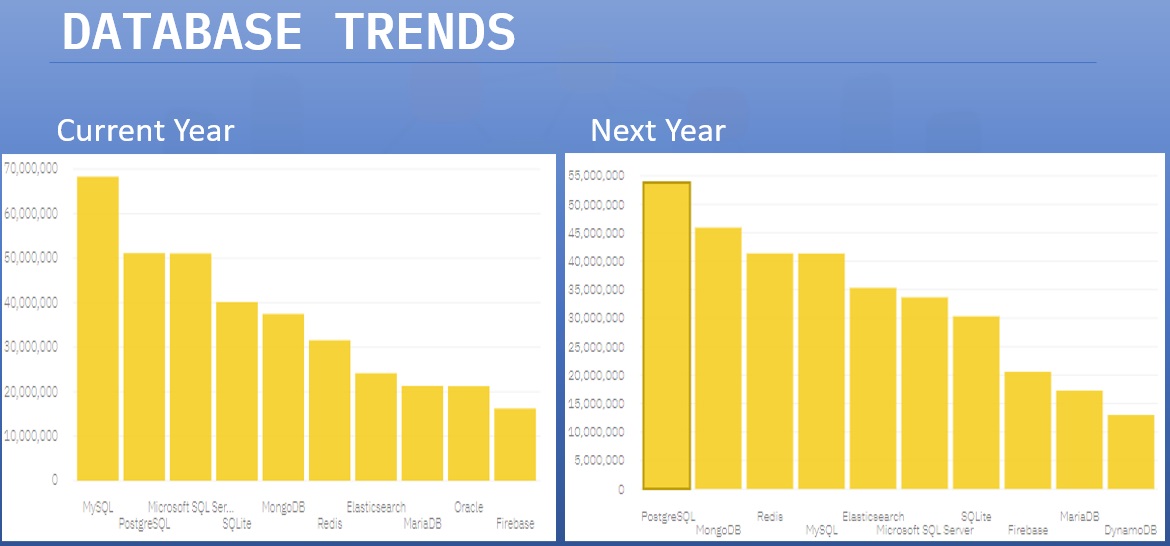 DATABASE TRENDS
Current Year
Next Year
70,000,000
60,000,000
50,000,000
40,000,000
30,000,000
20,000,000
10,000,000
0
MySQL
PostgreSQL
Microsoft SQL Ser...
SQLite
MongoDB
Redis
Elasticsearch
MariaDB
Oracle
Firebase
55,000,000
50,000,000
45,000,000
40,000,000
35,000,000
30,000,000
25,000,000
20,000,000
15,000,000
10,000,000
5,000,000
0
PostgreSQL
MongoDB
Redis
MySQL
Elasticsearch
Microsoft SQL Server
SQLite
Firebase
MariaDB
DynamoDB